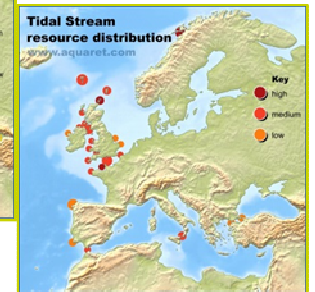 Tidal Stream
resource distribution
www.aquaret.com
Key
high
medium
low